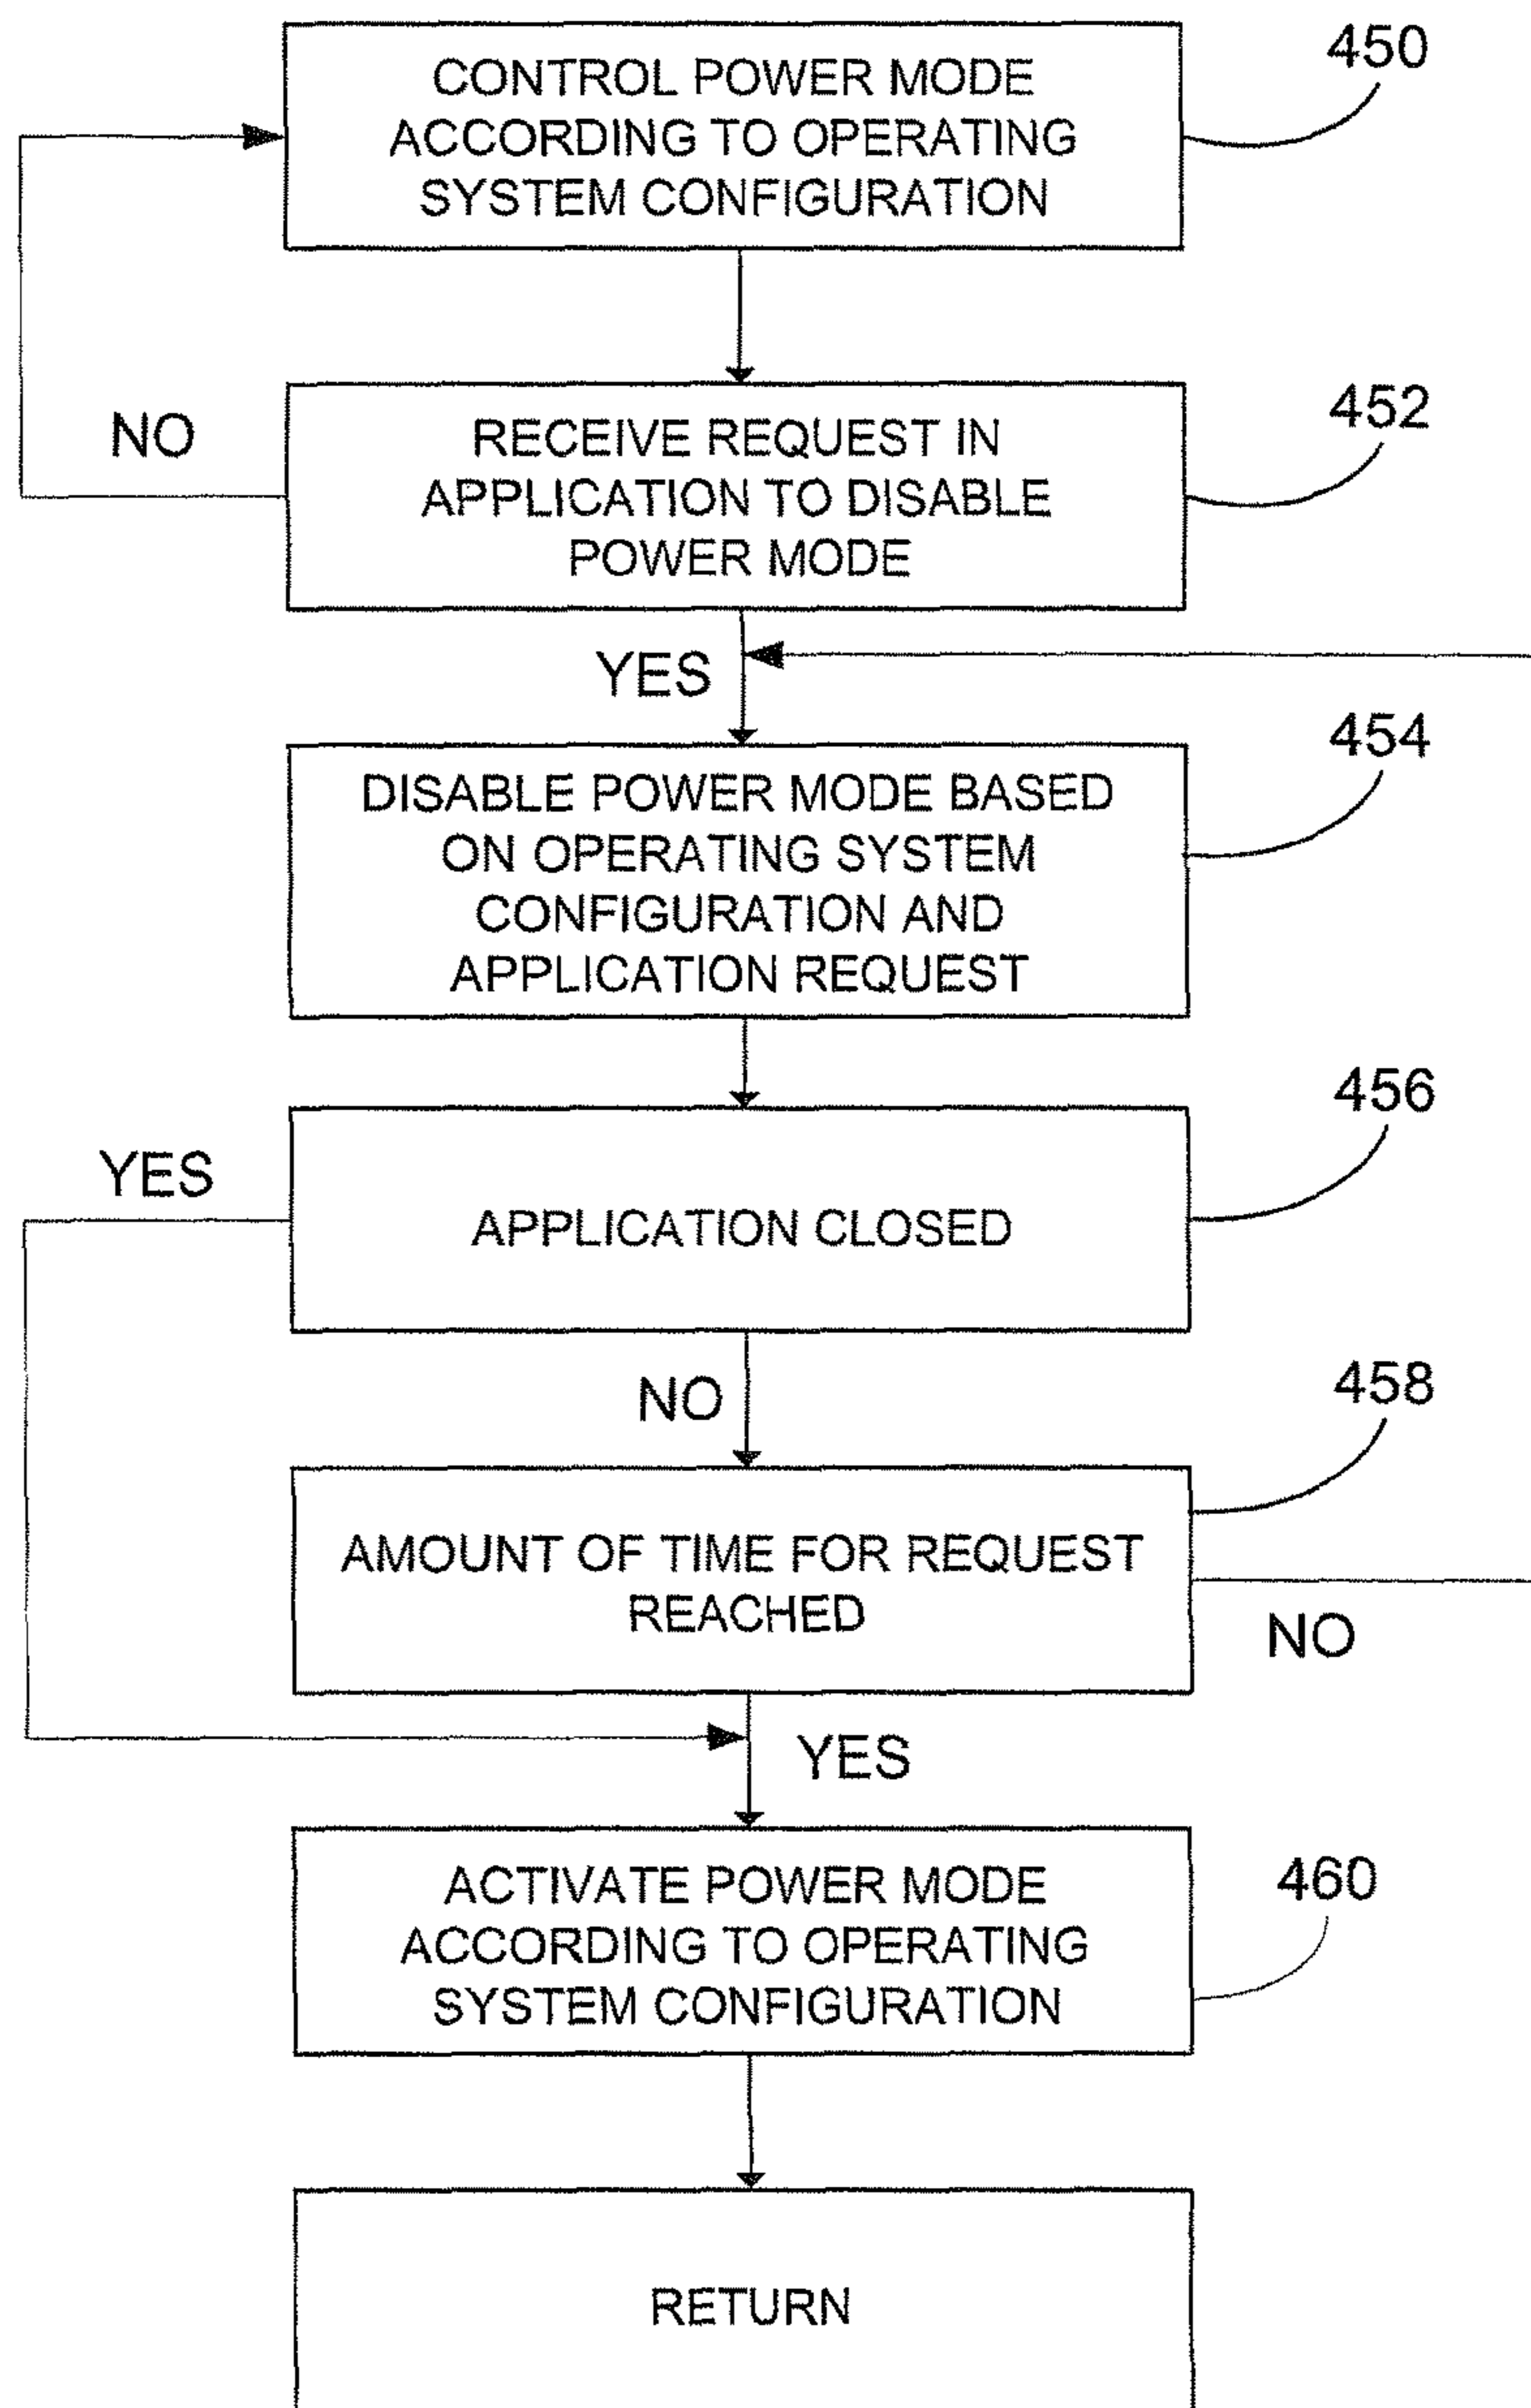 CONTROL POWER MODE
ACCORDING TO OPERATING
SYSTEM CONFIGURATION
450
NO
RECEIVE REQUEST IN
APPLICATION TO DISABLE
POWER MODE
452
YES
DISABLE POWER MODE BASED
ON OPERATING SYSTEM
CONFIGURATION AND
APPLICATION REQUEST
454
YES
APPLICATION CLOSED
456
NO
AMOUNT OF TIME FOR REQUEST
REACHED
458
NO
YES
ACTIVATE POWER MODE
ACCORDING TO OPERATING
SYSTEM CONFIGURATION
460
RETURN